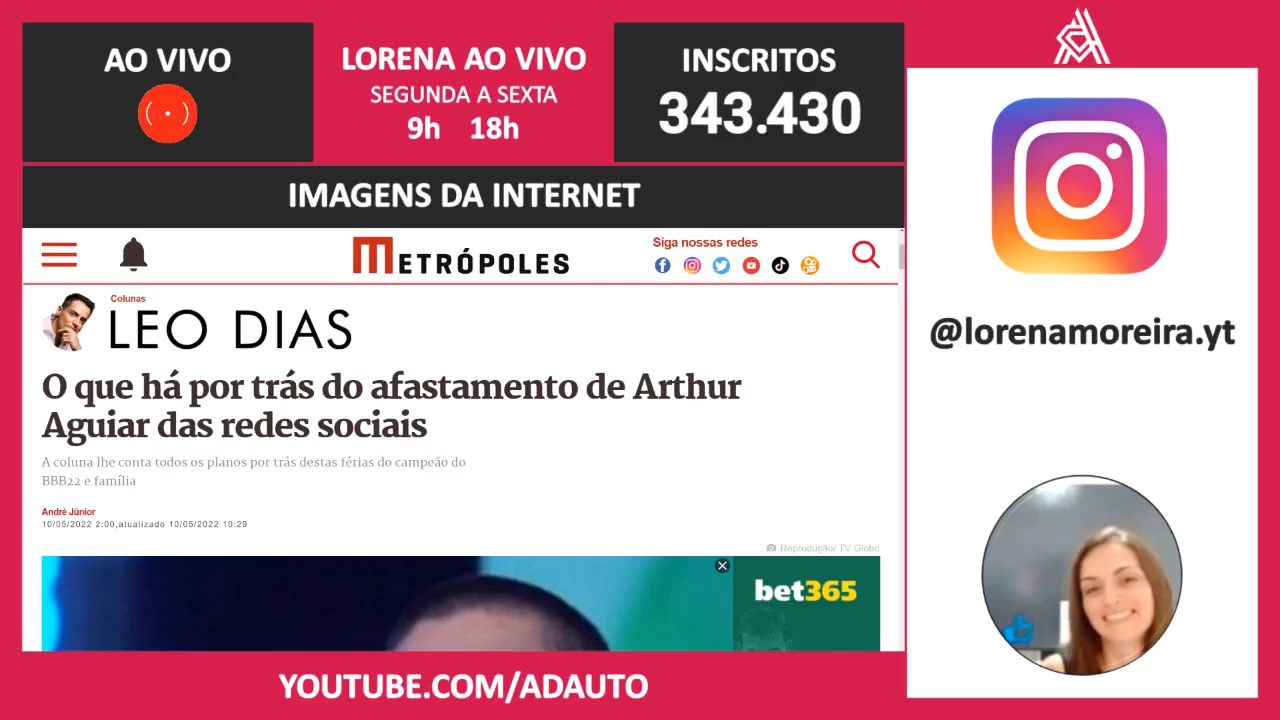 AO VIVO
LORENA AO VIVO
SEGUNDA A SEXTA
9h 18h
INSCRITOS
343.430
IMAGENS DA INTERNET
METRÓPOLES
Siga nossas redes
Colunas
LEO DIAS
O que há por trás do afastamento de Arthur
Aguiar das redes sociais
A coluna lhe conta todos os planos por trás destas férias do campeão do
BBB22 e família
André Júnior
10/05/2022 2:00,atualizado 10/05/2022 10:29
Reprodução/ TV Globo
bet365
YOUTUBE.COM/ADAUTO
@lorenamoreira.yt